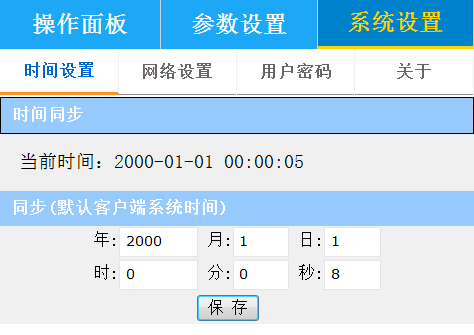 操作面板 参数设置 系统设置
时间设置 网络设置 用户密码 关于
时间同步
当前时间：2000-01-01 00:00:05
同步(默认客户端系统时间)
年: 2000 月: 1 日: 1
时: 0 分: 0 秒: 8
保 存